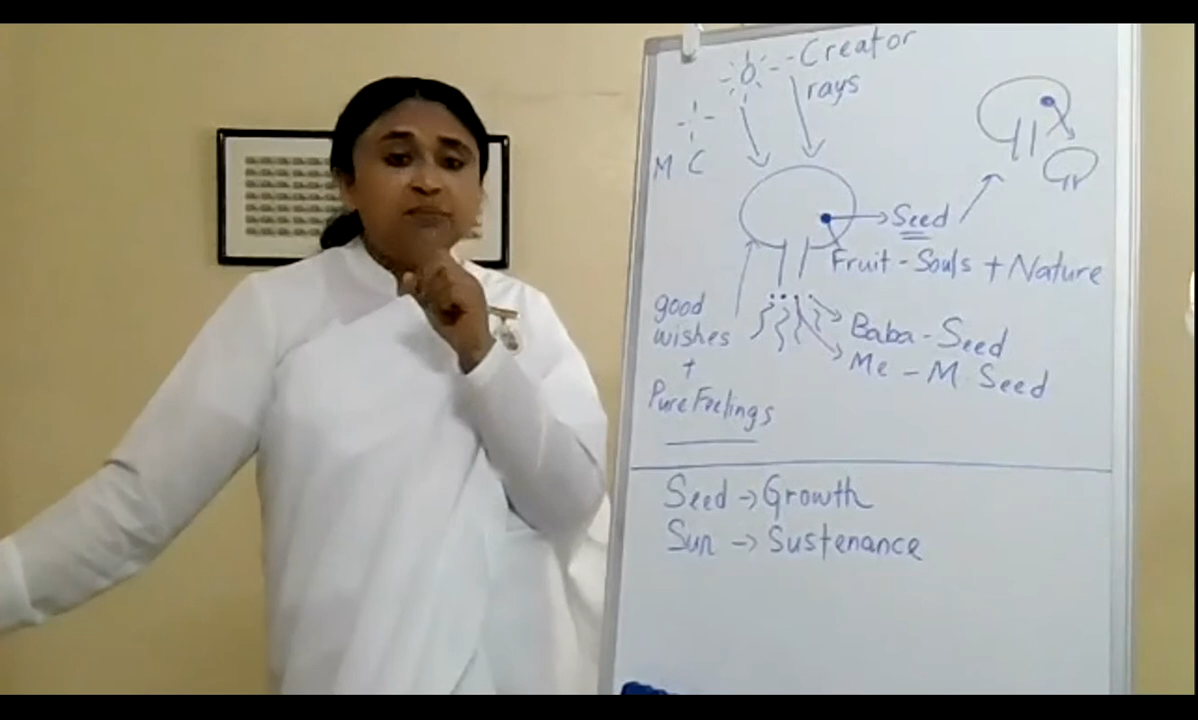 Creator
rays
M C
Seed
Fruit - Souls + Nature
good
wishes
+
Pure Feelings
Baba - Seed
Me - M. Seed
Seed → Growth
Sun → Sustenance